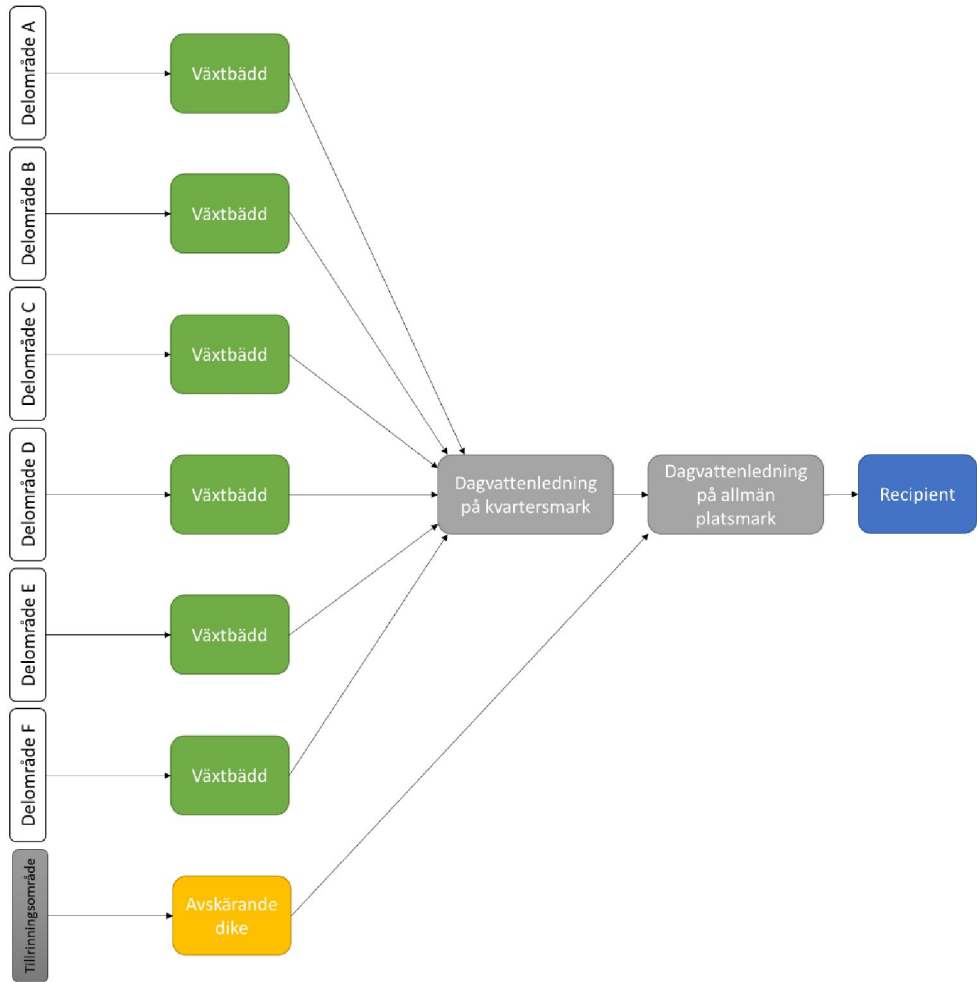 Delområde A
Växtbädd
Delområde B
Växtbädd
Delområde C
Växtbädd
Delområde D
Växtbädd
Dagvattenledning
på kvartersmark
Dagvattenledning
på allmän
platsmark
Recipient
Delområde E
Växtbädd
Delområde F
Växtbädd
Tillrinningsområde
Avskärande
dike